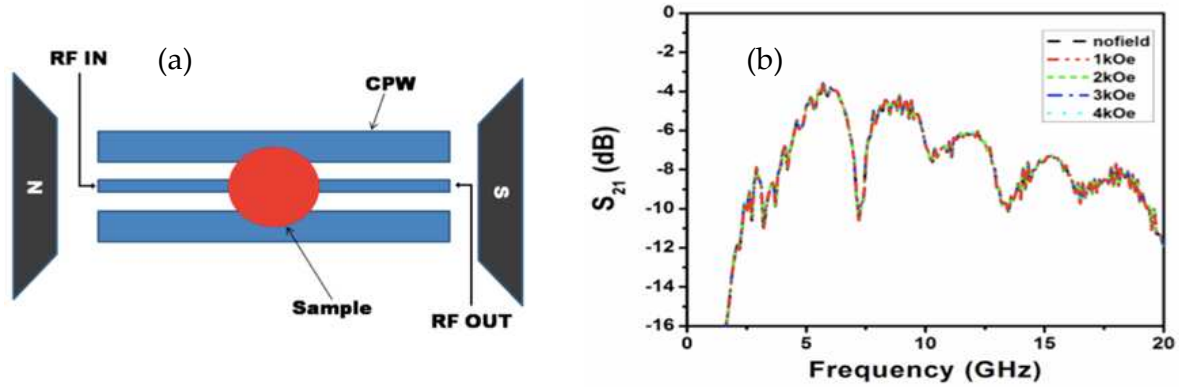 (a)
RF IN
CPW
N
S
Sample
RF OUT
(b)
S21 (dB)
0
-2
-4
-6
-8
-10
-12
-14
-16
nofield
1kOe
2kOe
3kOe
4kOe
0
5
10
15
20
Frequency (GHz)